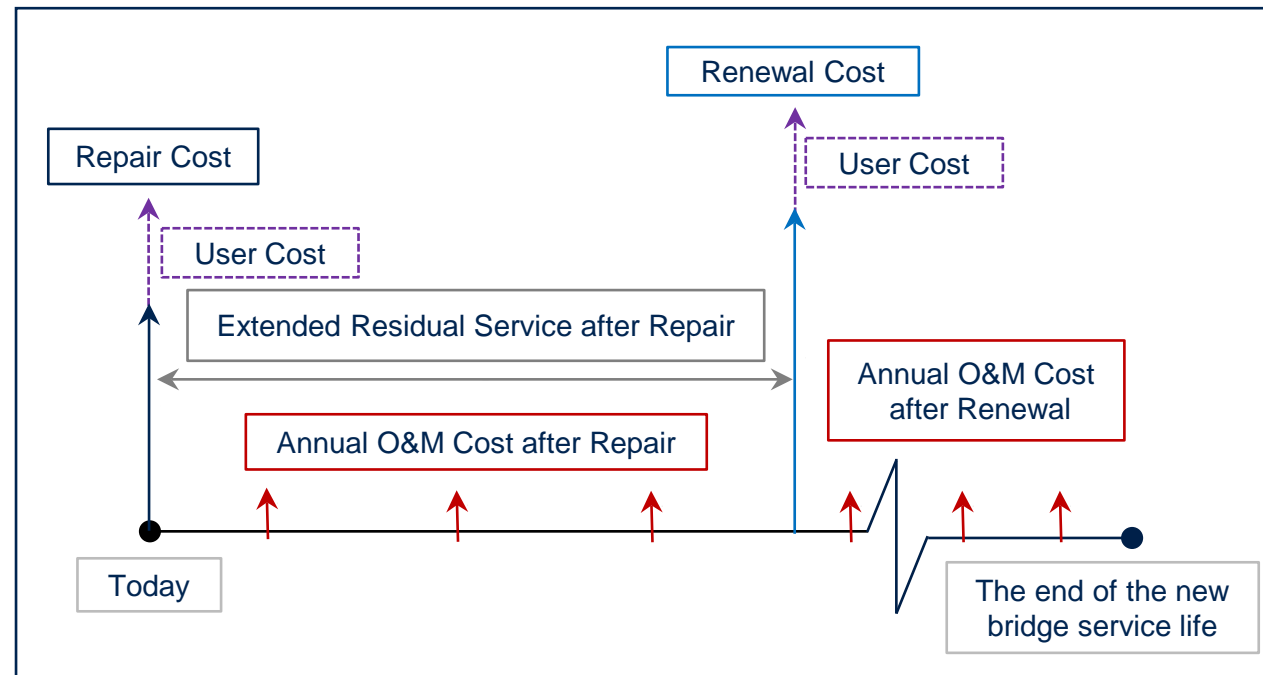 Renewal Cost
Repair Cost
User Cost
User Cost
Extended Residual Service after Repair
Annual O&M Cost
after Renewal
Annual O&M Cost after Repair
Today
The end of the new
bridge service life